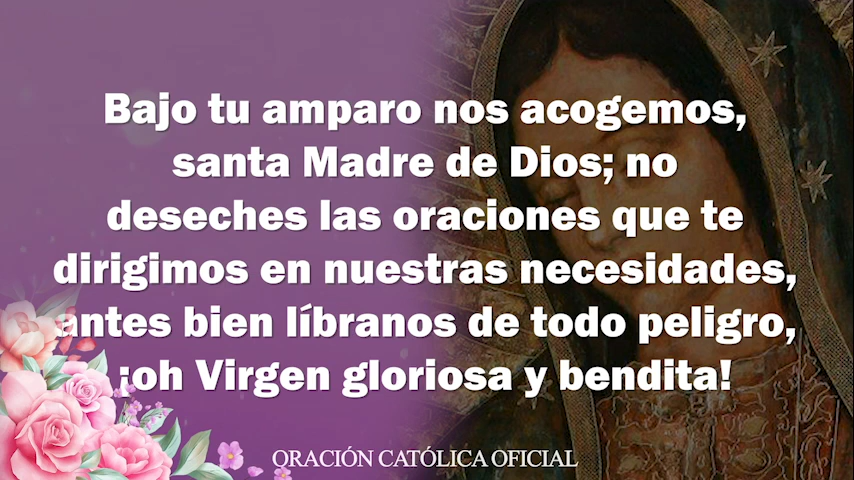 Bajo tu amparo nos acogemos,
santa Madre de Dios; no
deseches las oraciones que te
dirigimos en nuestras necesidades,
antes bien líbranos de todo peligro,
¡oh Virgen gloriosa y bendita!
ORACIÓN CATÓLICA OFICIAL